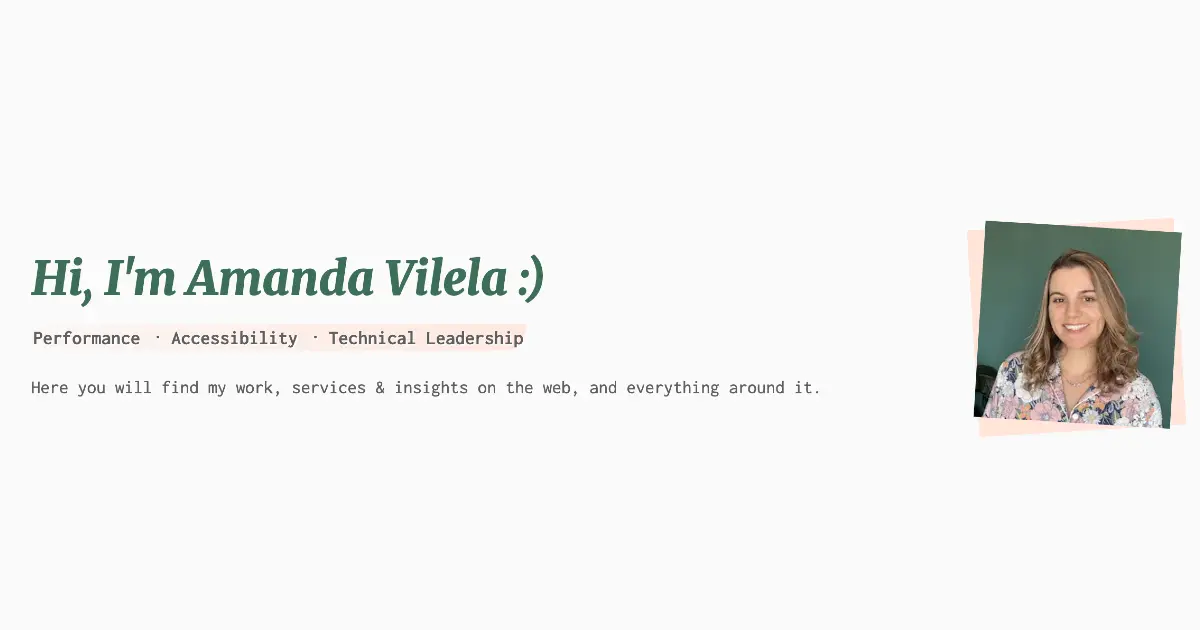 Hi, I'm Amanda Vilela :)
Performance · Accessibility · Technical Leadership
Here you will find my work, services & insights on the web, and everything around it.